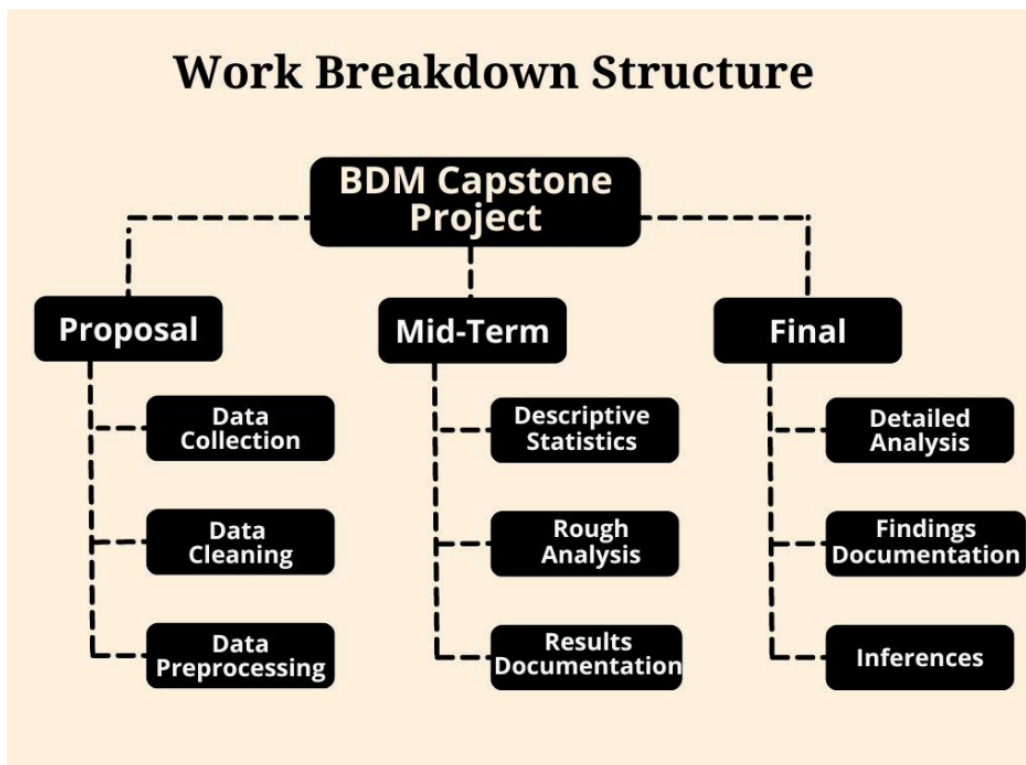 Work Breakdown Structure
BDM Capstone
Project
Proposal
Data
Collection
Data
Cleaning
Data
Preprocessing
Mid-Term
Descriptive
Statistics
Rough
Analysis
Results
Documentation
Final
Detailed
Analysis
Findings
Documentation
Inferences